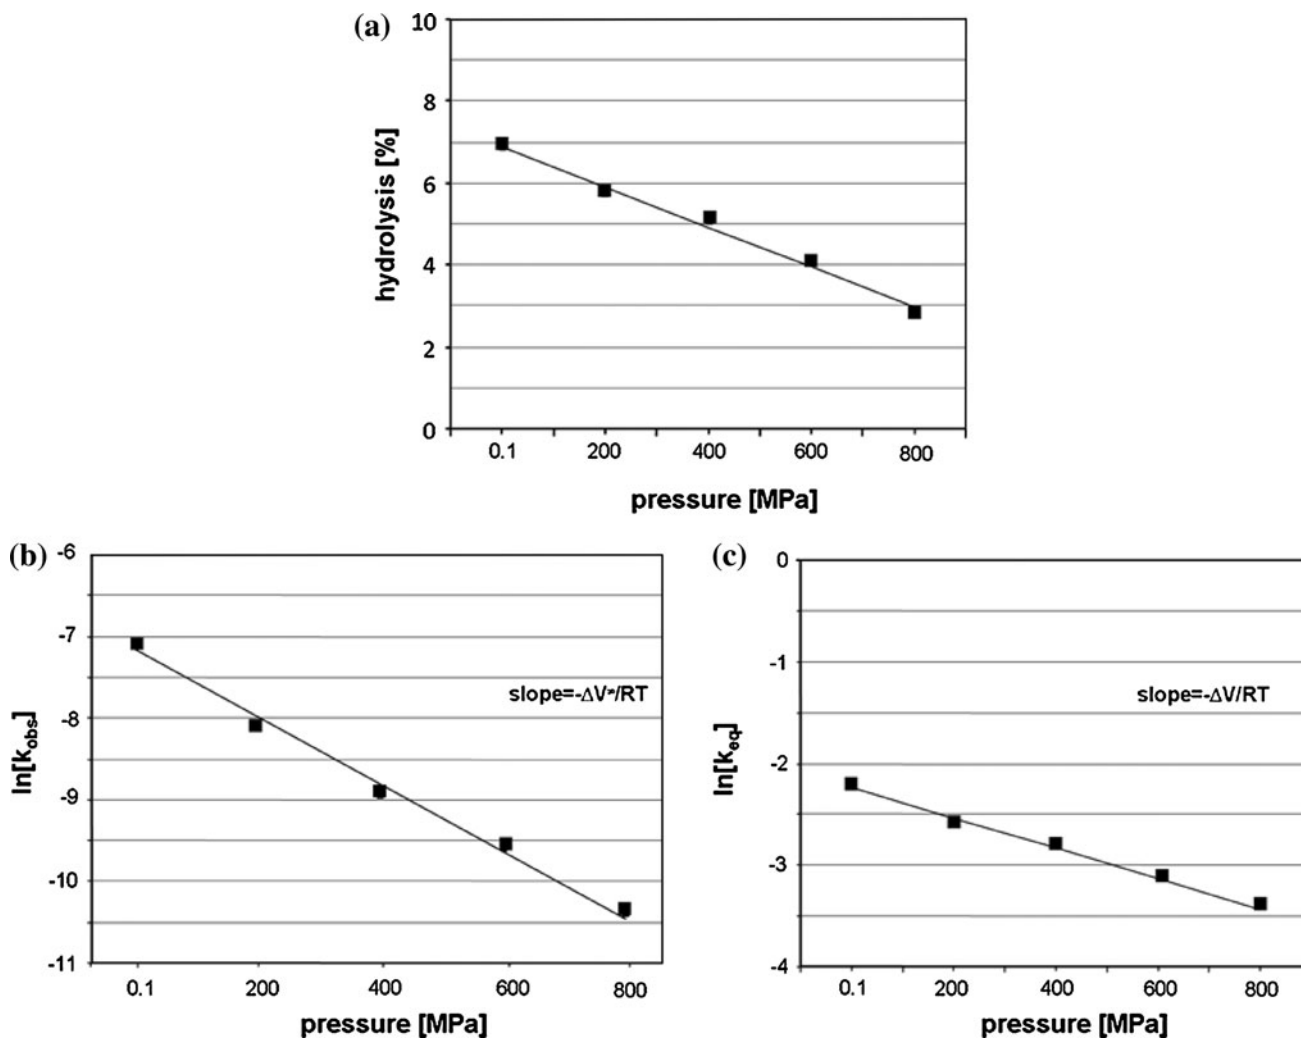 (a)
10
8
6
4
2
0
hydrolysis [%]
0.1 200 400 600 800
pressure [MPa]
(b)
-6
-7
-8
-9
-10
-11
ln[k_obs]
slope=-ΔV*/RT
0.1 200 400 600 800
pressure [MPa]
(c)
0
-1
-2
-3
-4
ln[k_eq]
slope=-ΔV/RT
0.1 200 400 600 800
pressure [MPa]